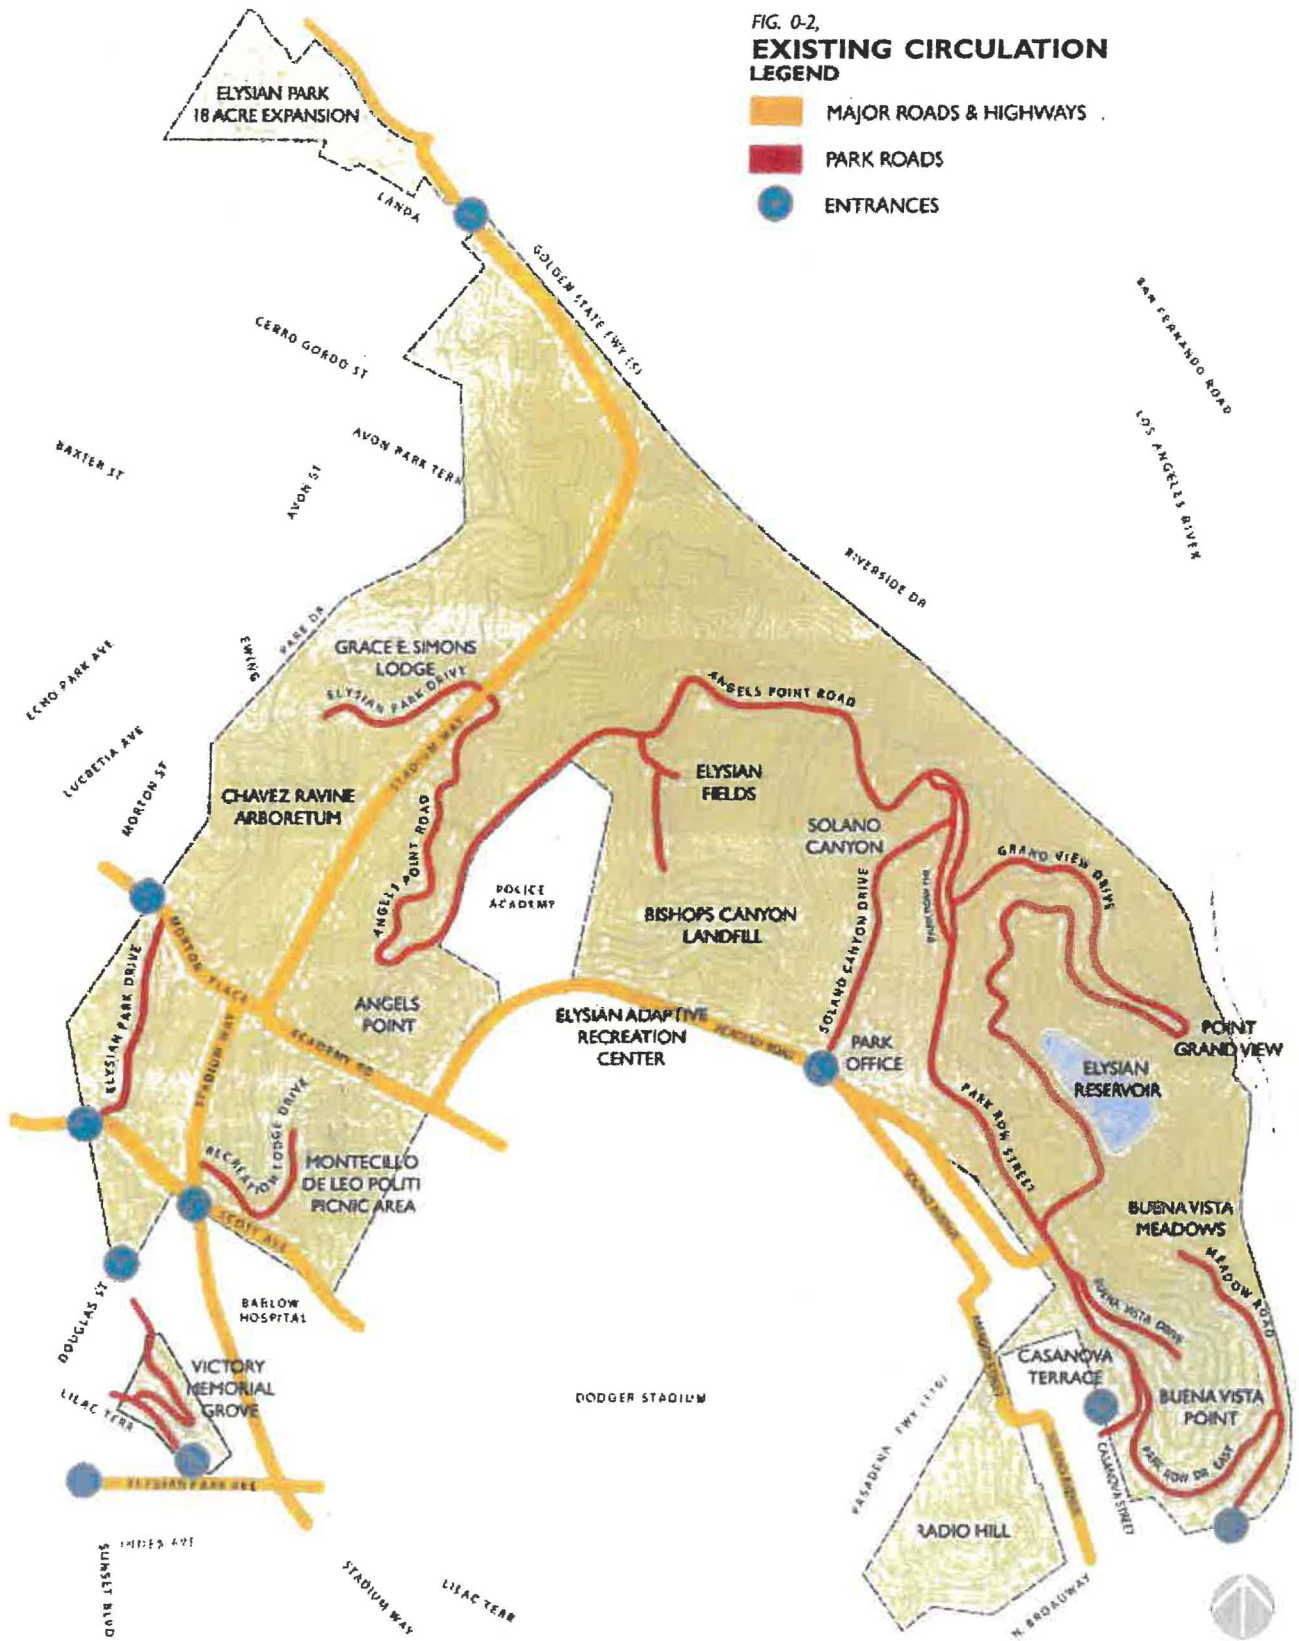 FIG. 0-2,
EXISTING CIRCULATION
LEGEND
MAJOR ROADS & HIGHWAYS
PARK ROADS
ENTRANCES
ELYSIAN PARK
18 ACRE EXPANSION
LANDA
GOLDEN STATE FWY (5)
SAN FERNANDO ROAD
CERRO GORDO ST
LOS ANGELES RIVER
BAXTER ST
AVON PARK TERR
AVON ST
RIVERSIDE DR
PARK DR
EWING
ECHO PARK AVE
GRACE E. SIMONS
LODGE
ELYSIAN PARK DRIVE
ANGELS POINT ROAD
STADIUM WAY
LUCRETIA AVE
MORTON ST
CHAVEZ RAVINE
ARBORETUM
ELYSIAN
FIELDS
ANGELS POINT ROAD
SOLANO
CANYON
GRAND VIEW DRIVE
POLICE
ACADEMY
BISHOPS CANYON
LANDFILL
SOLANO CANYON DRIVE
MORTON PLACE
ELYSIAN PARK DRIVE
ANGELS
POINT
ELYSIAN ADAPTIVE
RECREATION
CENTER
ACADEMY ROAD
PARK
OFFICE
POINT
GRAND VIEW
STADIUM WAY
ACADEMY RD
ELYSIAN
RESERVOIR
RECREATION LODGE DRIVE
PARK ROW STREET
MONTECILLO
DE LEO POLITI
PICNIC AREA
SCOTT AVE
BUENA VISTA
MEADOWS
MEADOW ROAD
BARLOW
HOSPITAL
DOUGLAS ST
BUENA VISTA DRIVE
VICTORY
MEMORIAL
GROVE
LILAC TERR
CASANOVA
TERRACE
DODGER STADIUM
PASADENA FWY (110)
BUENA VISTA
POINT
PARK ROW DR EAST
CASANOVA STREET
ELYSIAN PARK AVE
RADIO HILL
SUNSET BLVD
STADIUM WAY
LILAC TERR
N. BROADWAY